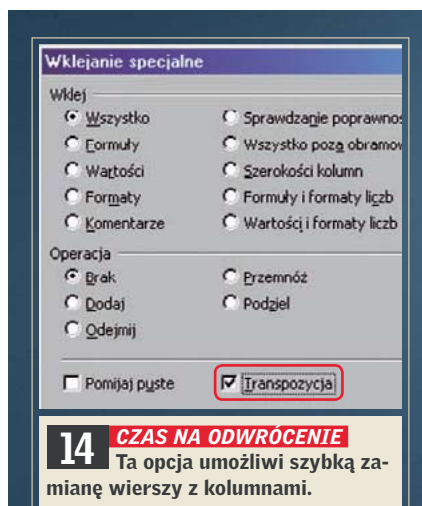 Wklejanie specjalne
Wklej
Wszystko
Sprawdzanie poprawnoś
Formuły
Wszystko poza obramow
Wartości
Szerokości kolumn
Formaty
Formuły i formaty liczb
Komentarze
Wartości i formaty liczb
Operacja
Brak
Przemnóż
Dodaj
Podziel
Odejmij
Pomijaj puste
Transpozycja
14 CZAS NA ODWRÓCENIE
Ta opcja umożliwi szybką za-
mianę wierszy z kolumnami.